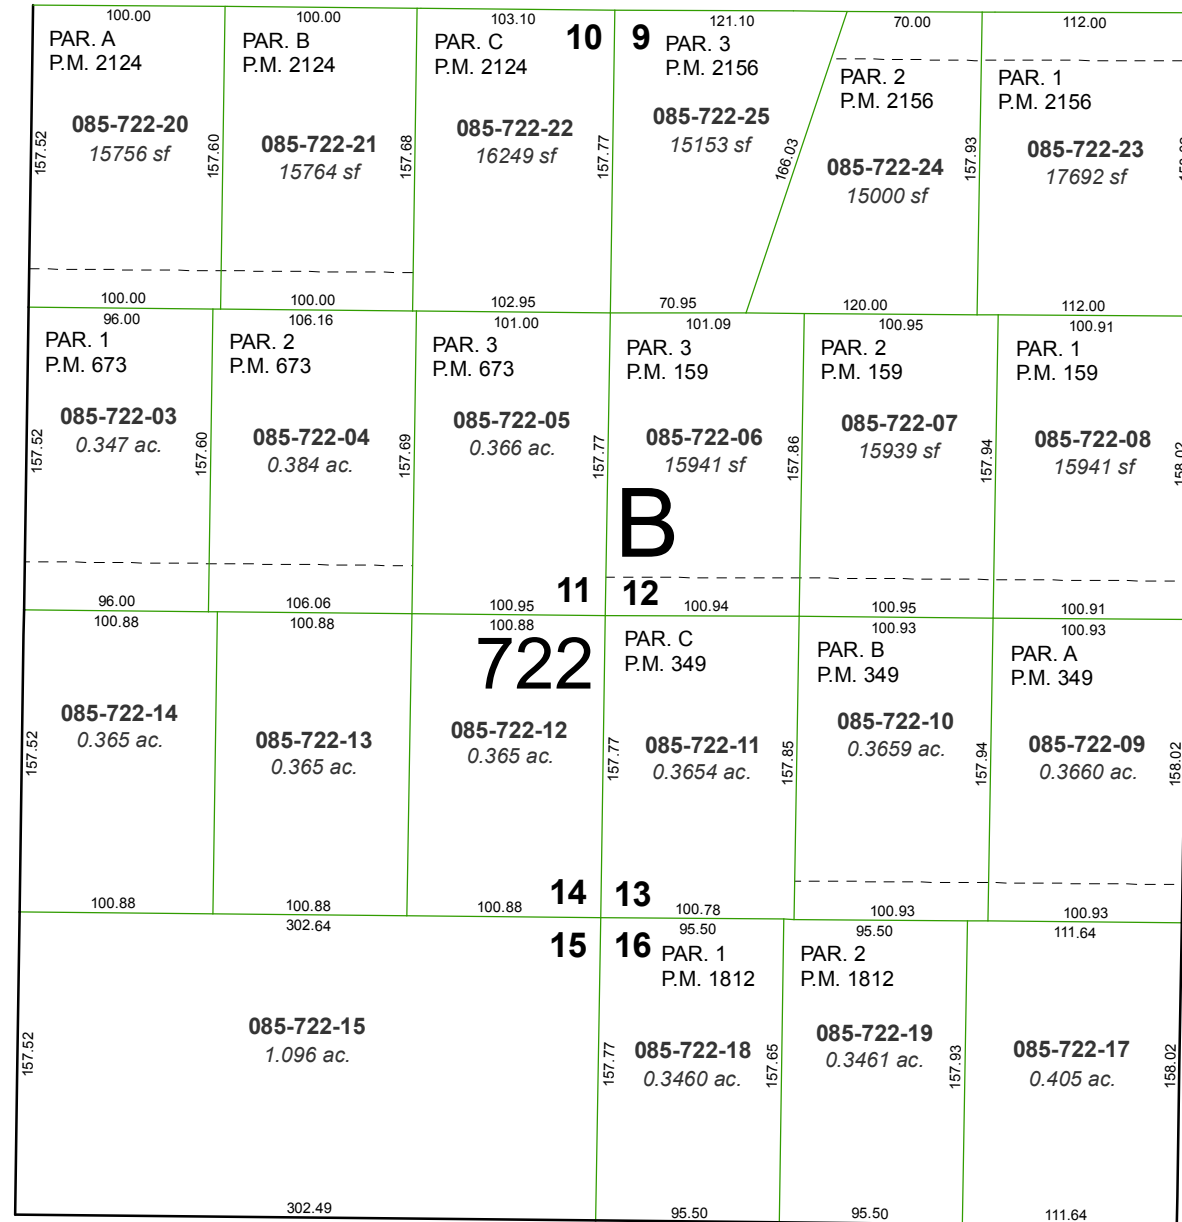 100.00 100.00 103.10 121.10 70.00 112.00
PAR. A
P.M. 2124
085-722-20
15756 sf
157.52
157.60
100.00
PAR. B
P.M. 2124
085-722-21
15764 sf
157.68
100.00
PAR. C
P.M. 2124
10
085-722-22
16249 sf
157.77
102.95
9
PAR. 3
P.M. 2156
085-722-25
15153 sf
166.03
70.95
PAR. 2
P.M. 2156
085-722-24
15000 sf
157.93
120.00
PAR. 1
P.M. 2156
085-722-23
17692 sf
112.00
96.00 106.16 101.00 101.09 100.95 100.91
PAR. 1
P.M. 673
085-722-03
0.347 ac.
157.52
157.60
96.00
PAR. 2
P.M. 673
085-722-04
0.384 ac.
157.69
106.06
PAR. 3
P.M. 673
085-722-05
0.366 ac.
157.77
100.95
11
B
12
PAR. 3
P.M. 159
085-722-06
15941 sf
157.86
100.94
PAR. 2
P.M. 159
085-722-07
15939 sf
157.94
100.95
PAR. 1
P.M. 159
085-722-08
15941 sf
158.02
100.91
100.88 100.88 100.88 100.93 100.93
722
085-722-14
0.365 ac.
157.52
100.88
085-722-13
0.365 ac.
100.88
085-722-12
0.365 ac.
157.77
100.88
14
13
PAR. C
P.M. 349
085-722-11
0.3654 ac.
157.85
100.78
PAR. B
P.M. 349
085-722-10
0.3659 ac.
157.94
100.93
PAR. A
P.M. 349
085-722-09
0.3660 ac.
158.02
100.93
302.64 95.50 95.50 111.64
15
085-722-15
1.096 ac.
157.52
302.49
16
PAR. 1
P.M. 1812
085-722-18
0.3460 ac.
157.77
157.65
95.50
PAR. 2
P.M. 1812
085-722-19
0.3461 ac.
157.93
95.50
085-722-17
0.405 ac.
158.02
111.64